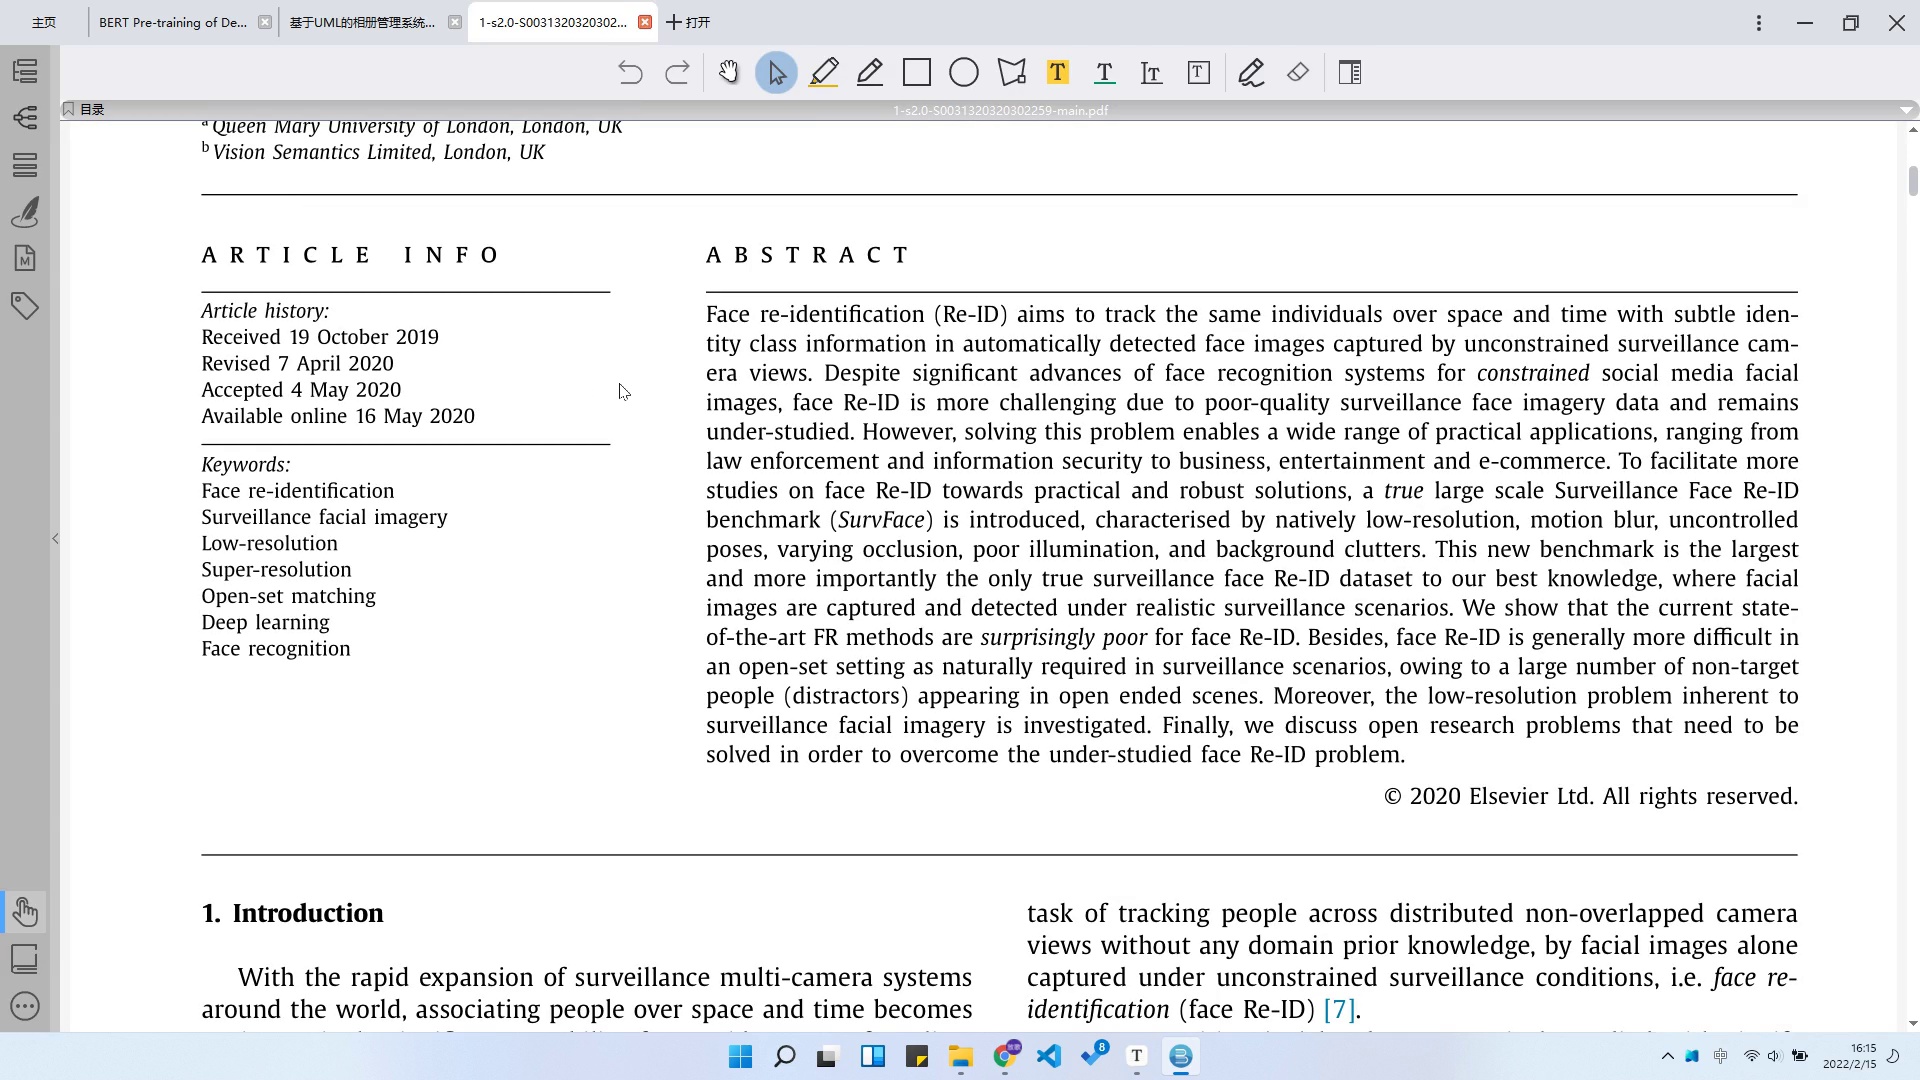 主页
BERT Pre-training of De...
基于UML的相册管理系统...
1-s2.0-S0031320320302...
打开
目录
1-s2.0-S0031320320302259-main.pdf
a Queen Mary University of London, London, UK
b Vision Semantics Limited, London, UK
ARTICLE INFO
Article history:
Received 19 October 2019
Revised 7 April 2020
Accepted 4 May 2020
Available online 16 May 2020
Keywords:
Face re-identification
Surveillance facial imagery
Low-resolution
Super-resolution
Open-set matching
Deep learning
Face recognition
ABSTRACT
Face re-identification (Re-ID) aims to track the same individuals over space and time with subtle iden-
tity class information in automatically detected face images captured by unconstrained surveillance cam-
era views. Despite significant advances of face recognition systems for constrained social media facial
images, face Re-ID is more challenging due to poor-quality surveillance face imagery data and remains
under-studied. However, solving this problem enables a wide range of practical applications, ranging from
law enforcement and information security to business, entertainment and e-commerce. To facilitate more
studies on face Re-ID towards practical and robust solutions, a true large scale Surveillance Face Re-ID
benchmark (SurvFace) is introduced, characterised by natively low-resolution, motion blur, uncontrolled
poses, varying occlusion, poor illumination, and background clutters. This new benchmark is the largest
and more importantly the only true surveillance face Re-ID dataset to our best knowledge, where facial
images are captured and detected under realistic surveillance scenarios. We show that the current state-
of-the-art FR methods are surprisingly poor for face Re-ID. Besides, face Re-ID is generally more difficult in
an open-set setting as naturally required in surveillance scenarios, owing to a large number of non-target
people (distractors) appearing in open ended scenes. Moreover, the low-resolution problem inherent to
surveillance facial imagery is investigated. Finally, we discuss open research problems that need to be
solved in order to overcome the under-studied face Re-ID problem.
© 2020 Elsevier Ltd. All rights reserved.
1. Introduction
With the rapid expansion of surveillance multi-camera systems
around the world, associating people over space and time becomes
task of tracking people across distributed non-overlapped camera
views without any domain prior knowledge, by facial images alone
captured under unconstrained surveillance conditions, i.e. face re-
identification (face Re-ID) [7].
8
中
16:15
2022/2/15